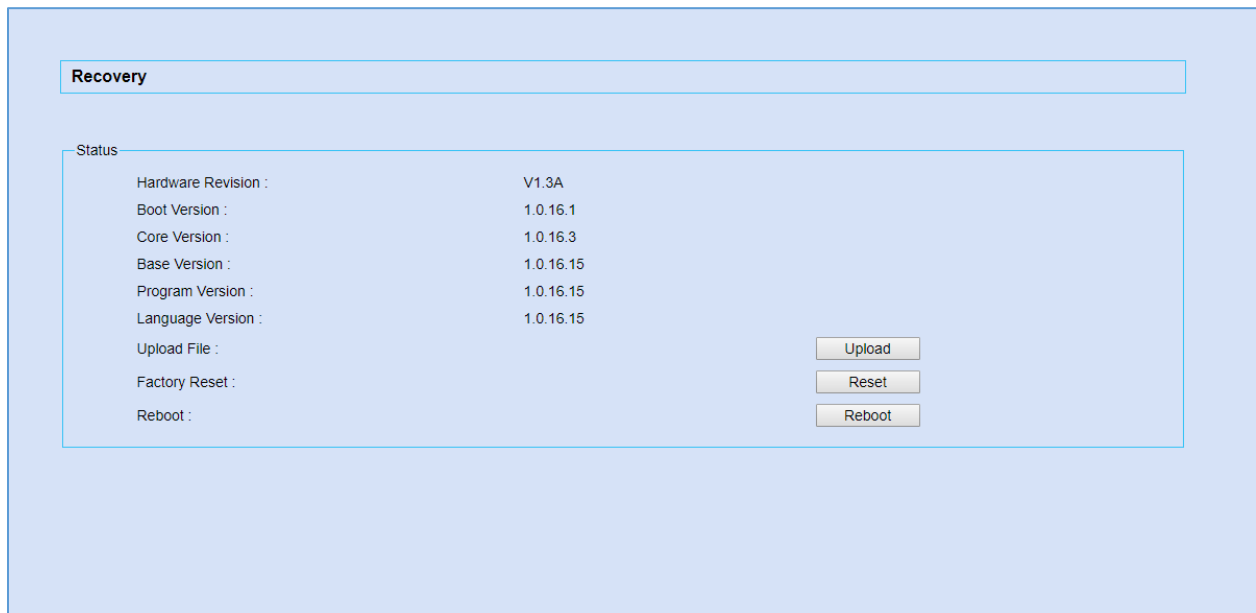 Recovery
Status
Hardware Revision : V1.3A
Boot Version : 1.0.16.1
Core Version : 1.0.16.3
Base Version : 1.0.16.15
Program Version : 1.0.16.15
Language Version : 1.0.16.15
Upload File : Upload
Factory Reset : Reset
Reboot : Reboot